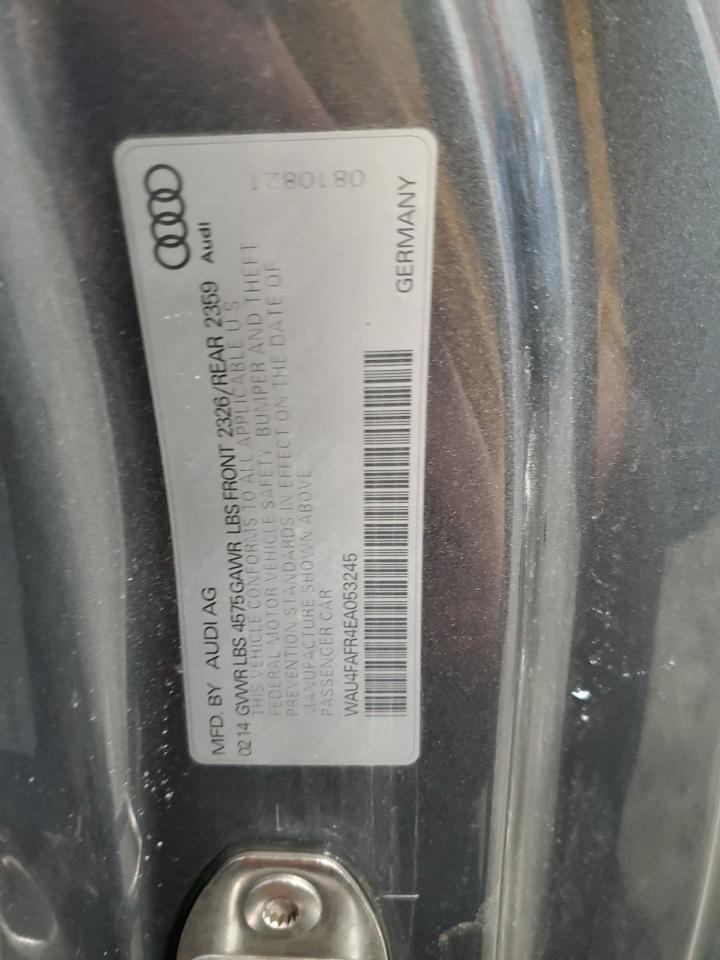 MFD. BY AUDI AG
Audi
0214 GVWR LBS 4575 GAWR LBS FRONT 2326/REAR 2359
THIS VEHICLE CONFORMS TO ALL APPLICABLE U S
FEDERAL MOTOR VEHICLE SAFETY BUMPER AND THEFT
PREVENTION STANDARDS IN EFFECT ON THE DATE OF
MANUFACTURE SHOWN ABOVE
PASSENGER CAR
0810821
WAU4FAFR4EA053245
GERMANY